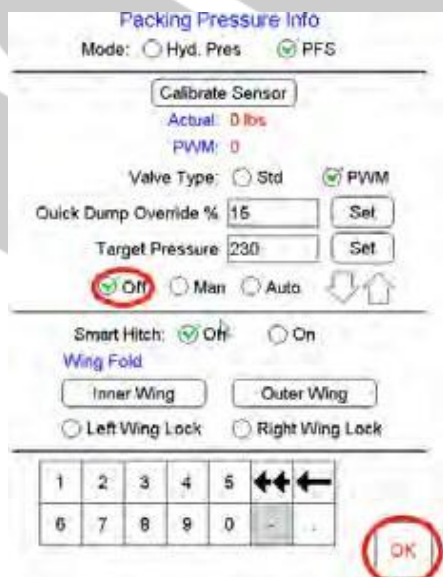 Packing Pressure Info
Mode: Hyd. Pres PFS
Calibrate Sensor
Actual: 0 lbs
PWM: 0
Valve Type: Std PWM
Quick Dump Override % 15 Set
Target Pressure 230 Set
Off Man Auto
Smart Hitch: Off On
Wing Fold
Inner Wing Outer Wing
Left Wing Lock Right Wing Lock
1 2 3 4 5
6 7 8 9 0 - .
OK